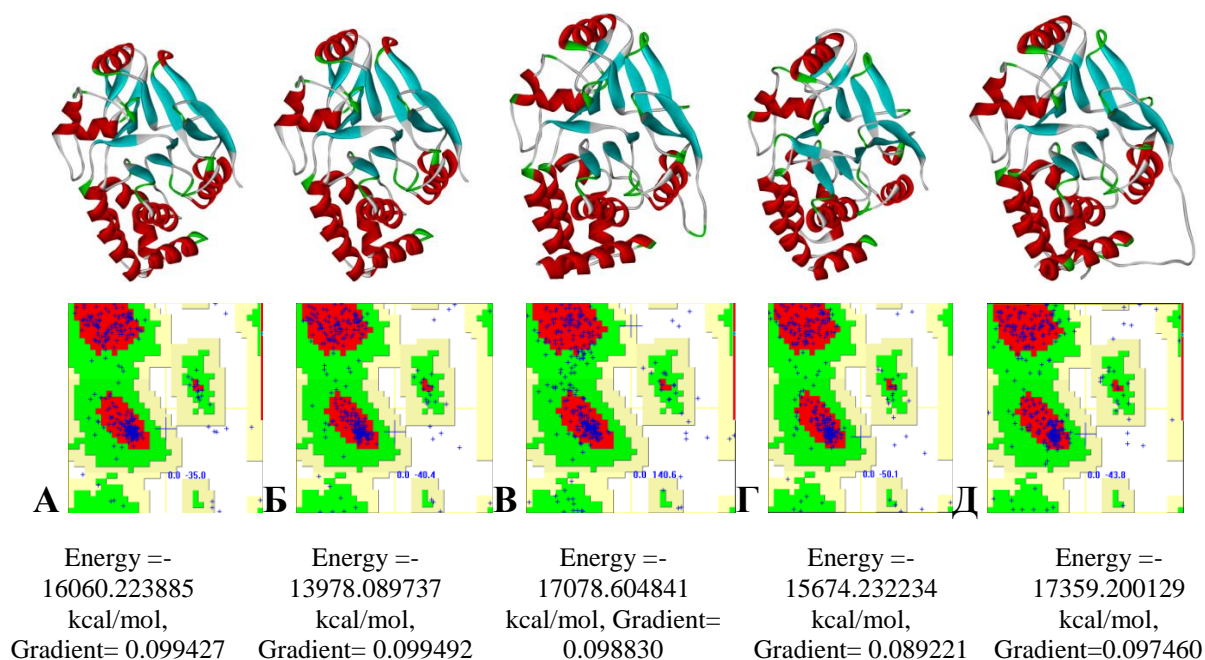 0.0 -35.0
0.0 -40.4
0.0 140.6
0.0 -50.1
0.0 -43.8
А Б В Г Д
Energy =-
16060.223885
kcal/mol,
Gradient= 0.099427
Energy =-
13978.089737
kcal/mol,
Gradient= 0.099492
Energy =-
17078.604841
kcal/mol, Gradient=
0.098830
Energy =-
15674.232234
kcal/mol,
Gradient= 0.089221
Energy =-
17359.200129
kcal/mol,
Gradient=0.097460